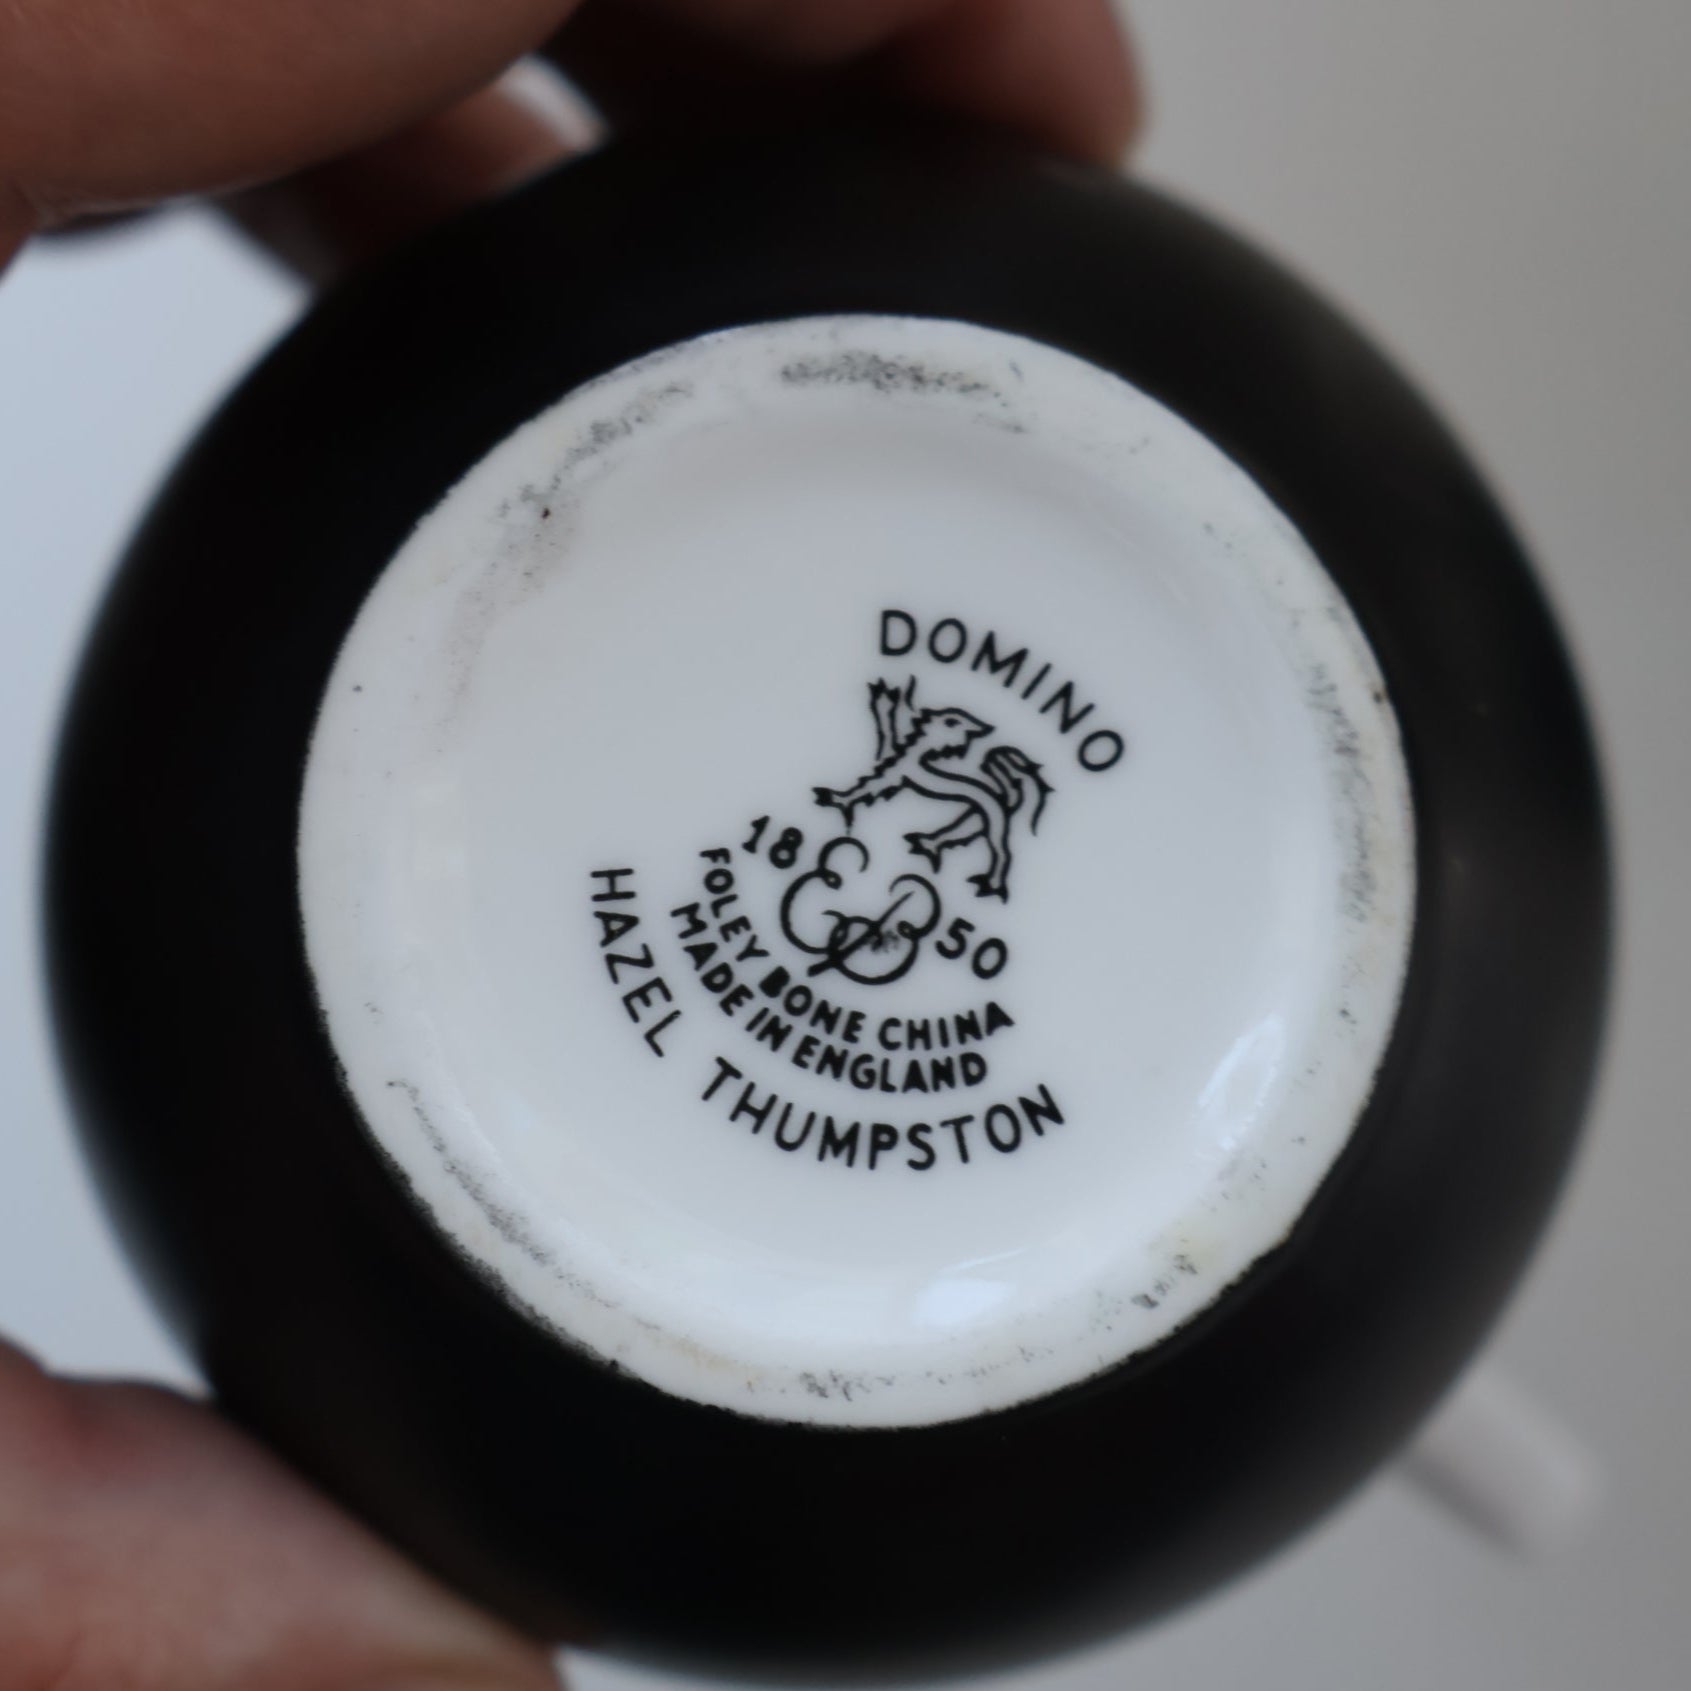 DOMINO
18 E B 50
FOLEY BONE CHINA
MADE IN ENGLAND
HAZEL THUMPSTON